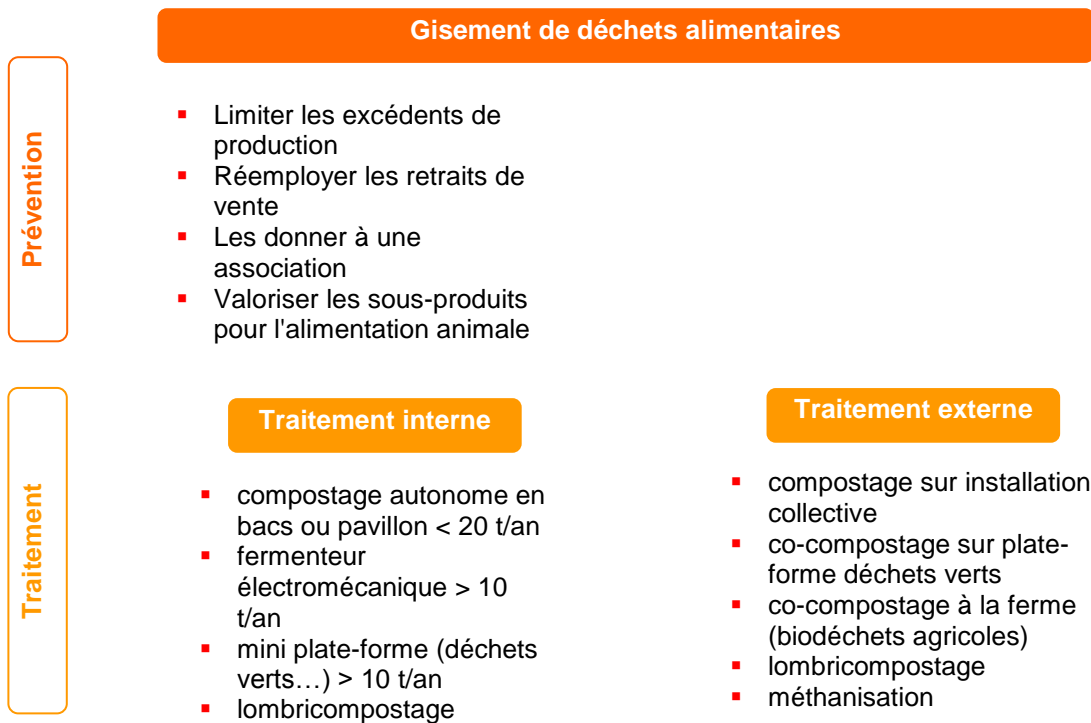 Gisement de déchets alimentaires
Prévention
▪ Limiter les excédents de
production
▪ Réemployer les retraits de
vente
▪ Les donner à une
association
▪ Valoriser les sous-produits
pour l'alimentation animale
Traitement
Traitement interne
▪ compostage autonome en
bacs ou pavillon < 20 t/an
▪ fermenteur
électromécanique > 10
t/an
▪ mini plate-forme (déchets
verts…) > 10 t/an
▪ lombricompostage
Traitement externe
▪ compostage sur installation
collective
▪ co-compostage sur plate-
forme déchets verts
▪ co-compostage à la ferme
(biodéchets agricoles)
▪ lombricompostage
▪ méthanisation